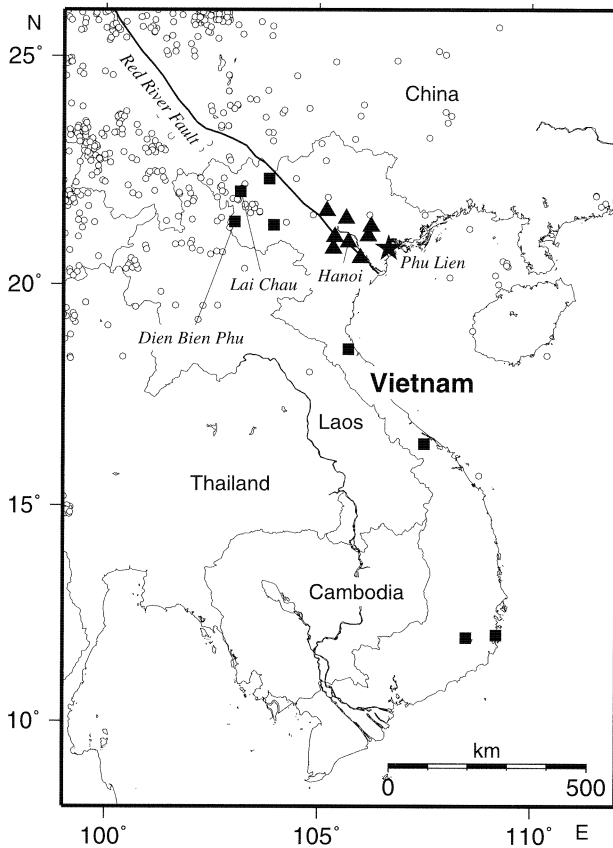 N
25°
Red River Fault
China
20°
Lai Chau
Hanoi
Phu Lien
Dien Bien Phu
Vietnam
Laos
Thailand
15°
Cambodia
10°
km
0 500
100° 105° 110° E